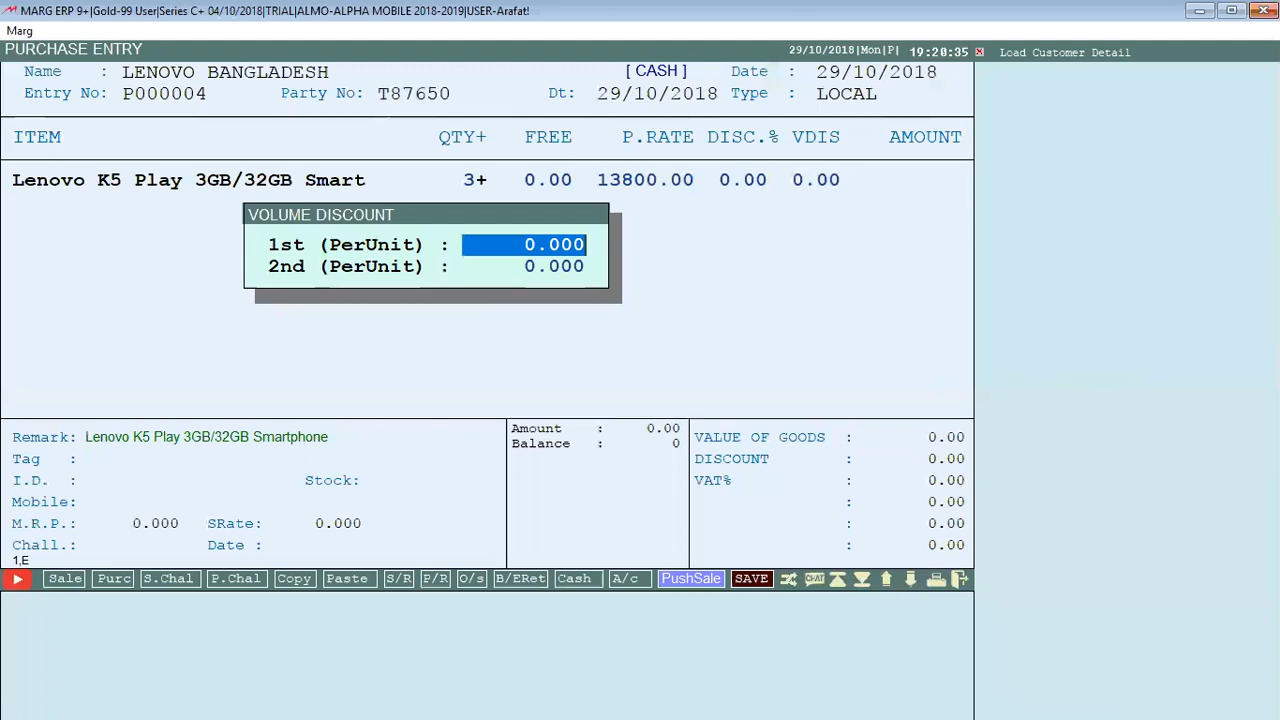 MARG ERP 9+|Gold-99 User|Series C+ 04/10/2018|TRIAL|ALMO-ALPHA MOBILE 2018-2019|USER-Arafat!
Marg
PURCHASE ENTRY 29/10/2018|Mon|P| 19:20:35 Load Customer Detail
Name : LENOVO BANGLADESH [ CASH ] Date : 29/10/2018
Entry No: P000004 Party No: T87650 Dt: 29/10/2018 Type : LOCAL
ITEM QTY+ FREE P.RATE DISC.% VDIS AMOUNT
Lenovo K5 Play 3GB/32GB Smart 3+ 0.00 13800.00 0.00 0.00
VOLUME DISCOUNT
1st (PerUnit) : 0.000
2nd (PerUnit) : 0.000
Remark: Lenovo K5 Play 3GB/32GB Smartphone
Tag :
I.D. : Stock:
Mobile:
M.R.P.: 0.000 SRate: 0.000
Chall.: Date :
1,E
Amount : 0.00
Balance : 0
VALUE OF GOODS : 0.00
DISCOUNT : 0.00
VAT% : 0.00
: 0.00
: 0.00
: 0.00
Sale Purc S.Chal P.Chal Copy Paste S/R P/R O/s B/ERet Cash A/c PushSale SAVE CHAT